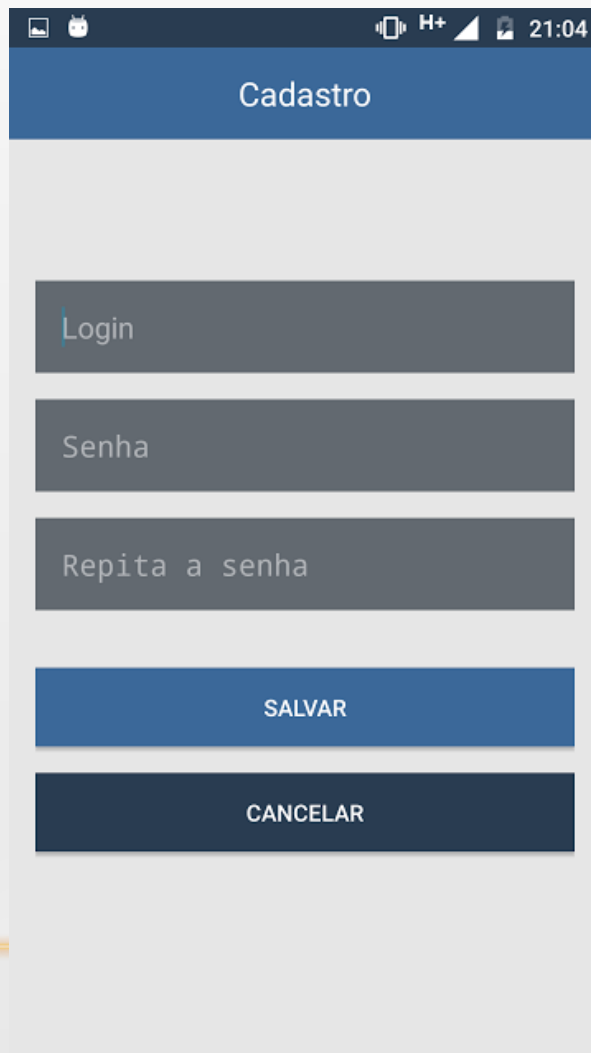 H+ 21:04
Cadastro
Login
Senha
Repita a senha
SALVAR
CANCELAR